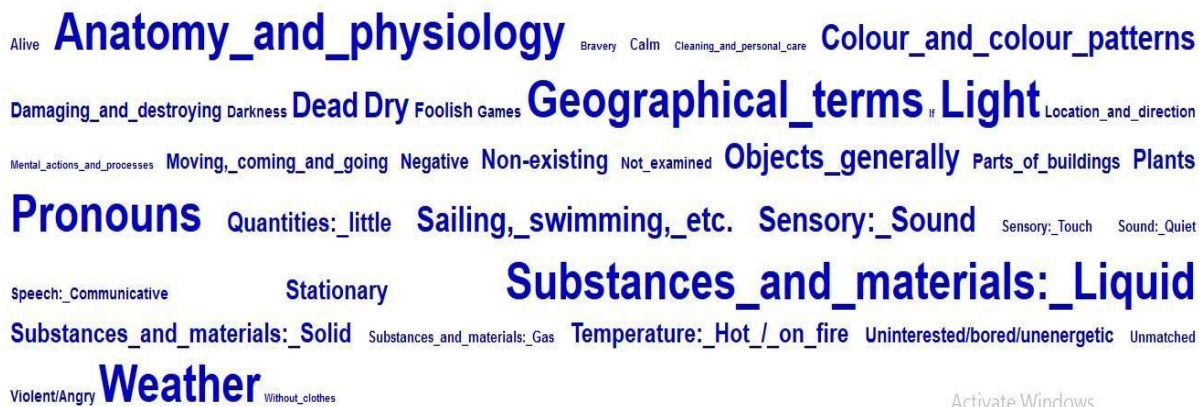 Alive Anatomy_and_physiology Bravery Calm Cleaning_and_personal_care Colour_and_colour_patterns
Damaging_and_destroying Darkness Dead Dry Foolish Games Geographical_terms If Light Location_and_direction
Mental_actions_and_processes Moving,_coming_and_going Negative Non-existing Not_examined Objects_generally Parts_of_buildings Plants
Pronouns Quantities:_little Sailing,_swimming,_etc. Sensory:_Sound Sensory:_Touch Sound:_Quiet
Speech:_Communicative Stationary Substances_and_materials:_Liquid
Substances_and_materials:_Solid Substances_and_materials:_Gas Temperature:_Hot_/_on_fire Uninterested/bored/unenergetic Unmatched
Violent/Angry Weather Without_clothes
Activate Windows